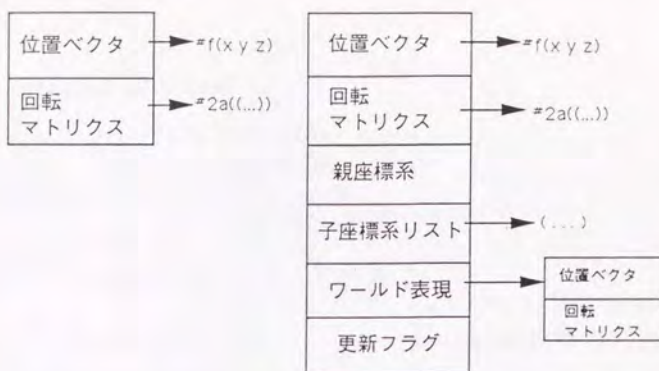 位置ベクタ
#f(x y z)
回転
マトリクス
#2a((...))
位置ベクタ
#f(x y z)
回転
マトリクス
#2a((...))
親座標系
子座標系リスト
(...)
ワールド表現
位置ベクタ
回転
マトリクス
更新フラグ